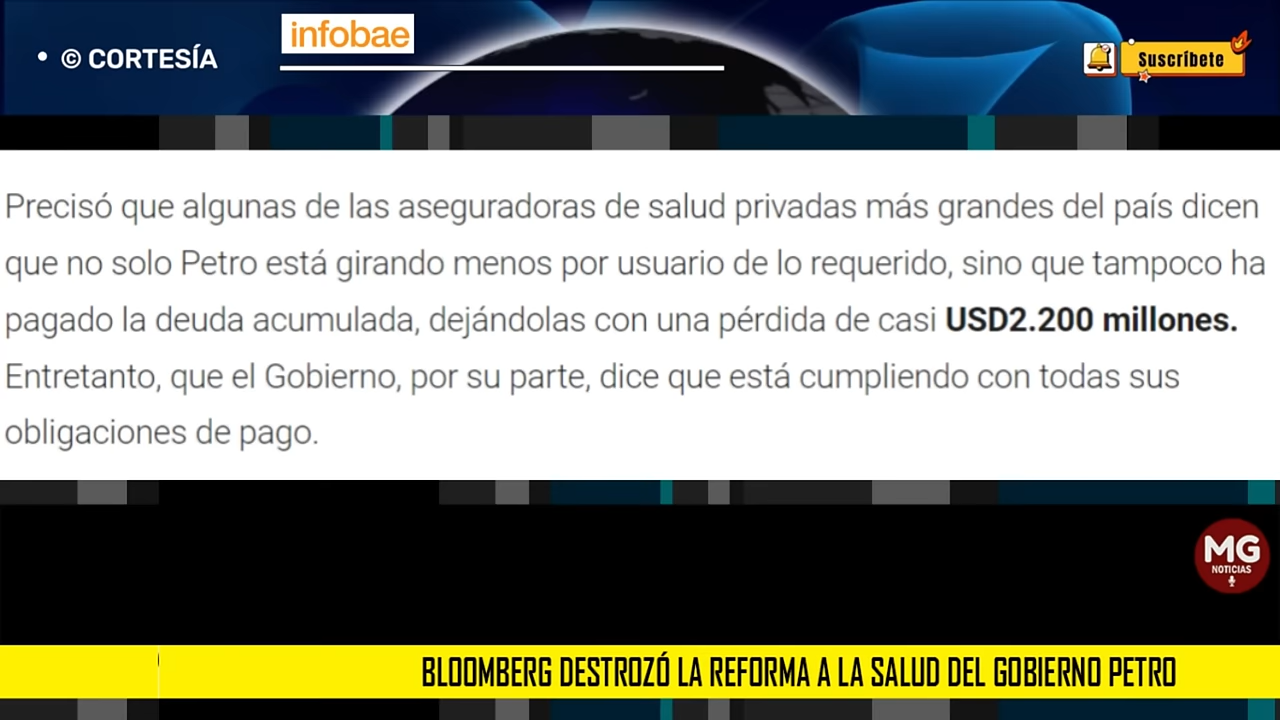 • © CORTESÍA
infobae
Suscríbete
Precisó que algunas de las aseguradoras de salud privadas más grandes del país dicen
que no solo Petro está girando menos por usuario de lo requerido, sino que tampoco ha
pagado la deuda acumulada, dejándolas con una pérdida de casi USD2.200 millones.
Entretanto, que el Gobierno, por su parte, dice que está cumpliendo con todas sus
obligaciones de pago.
MG
NOTICIAS
BLOOMBERG DESTROZÓ LA REFORMA A LA SALUD DEL GOBIERNO PETRO